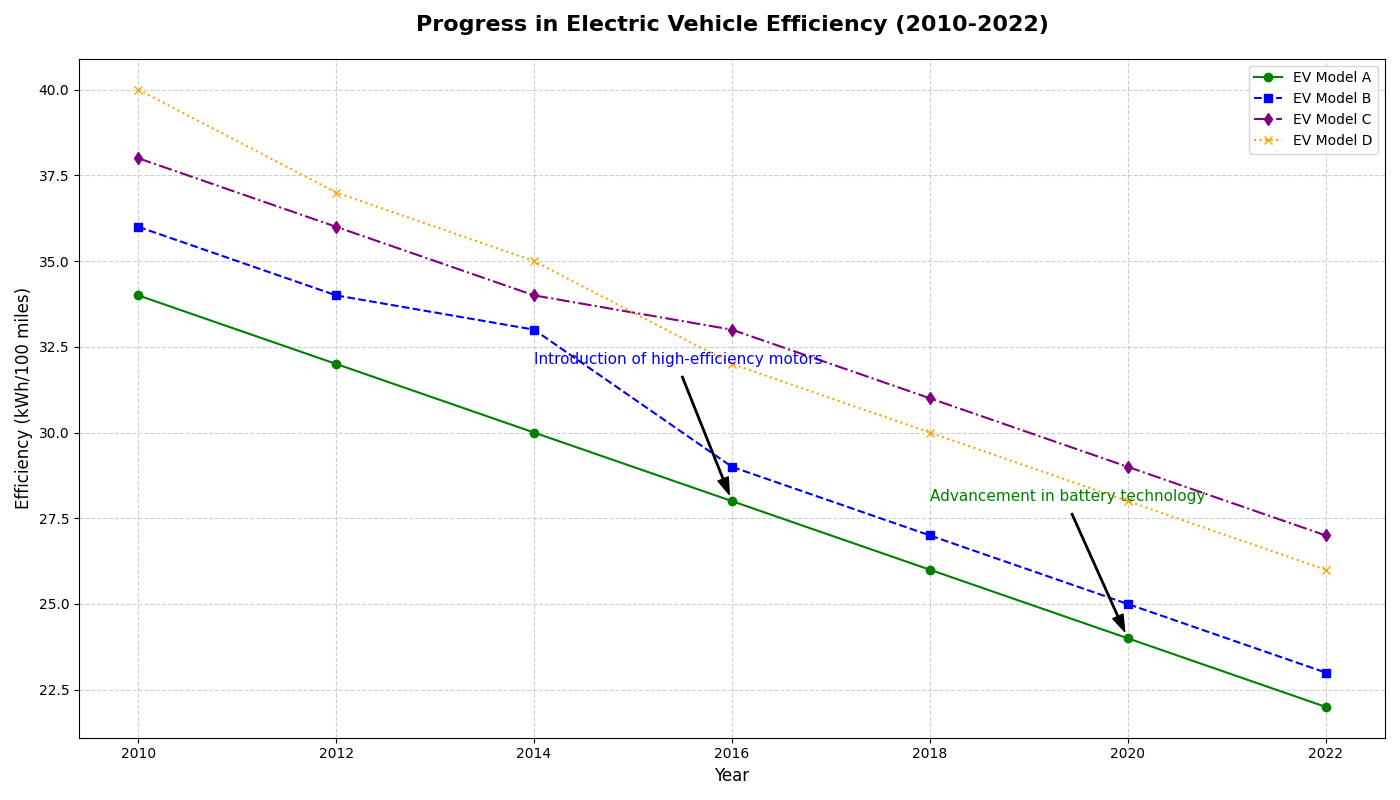 Progress in Electric Vehicle Efficiency (2010-2022)
EV Model A
EV Model B
EV Model C
EV Model D
Efficiency (kWh/100 miles)
40.0
37.5
35.0
32.5
30.0
27.5
25.0
22.5
Introduction of high-efficiency motors
Advancement in battery technology
2010 2012 2014 2016 2018 2020 2022
Year